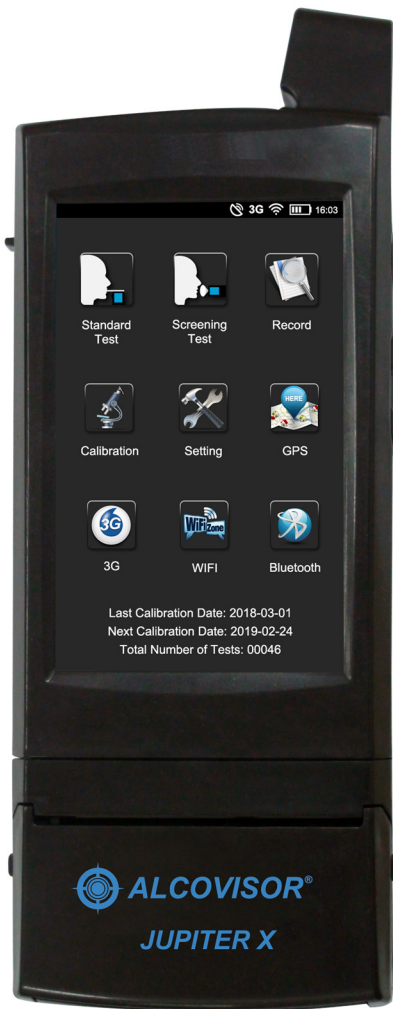 3G 16:03
Standard
Test
Screening
Test
Record
HERE
Calibration
Setting
GPS
3G
WiFi Zone
3G
WIFI
Bluetooth
Last Calibration Date: 2018-03-01
Next Calibration Date: 2019-02-24
Total Number of Tests: 00046
ALCOVISOR®
JUPITER X